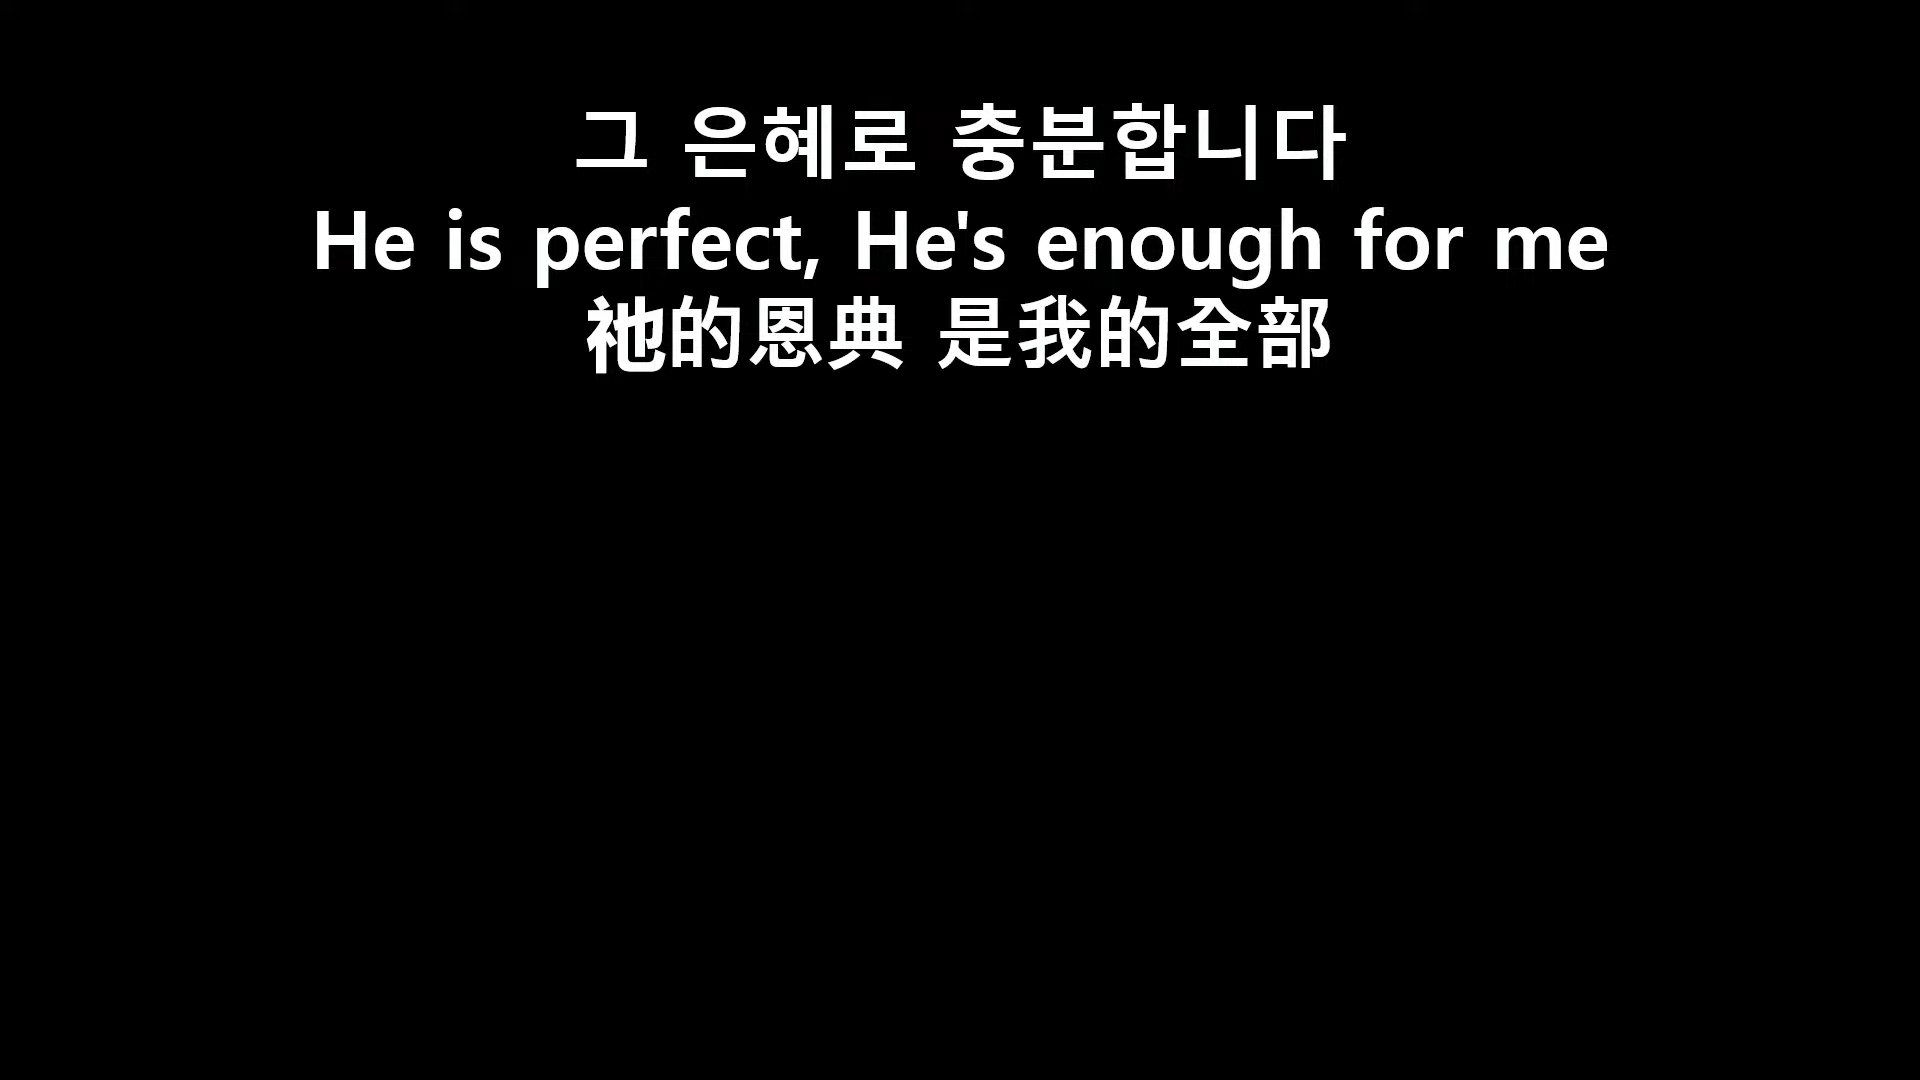 그 은혜로 충분합니다
He is perfect, He's enough for me
祂的恩典 是我的全部